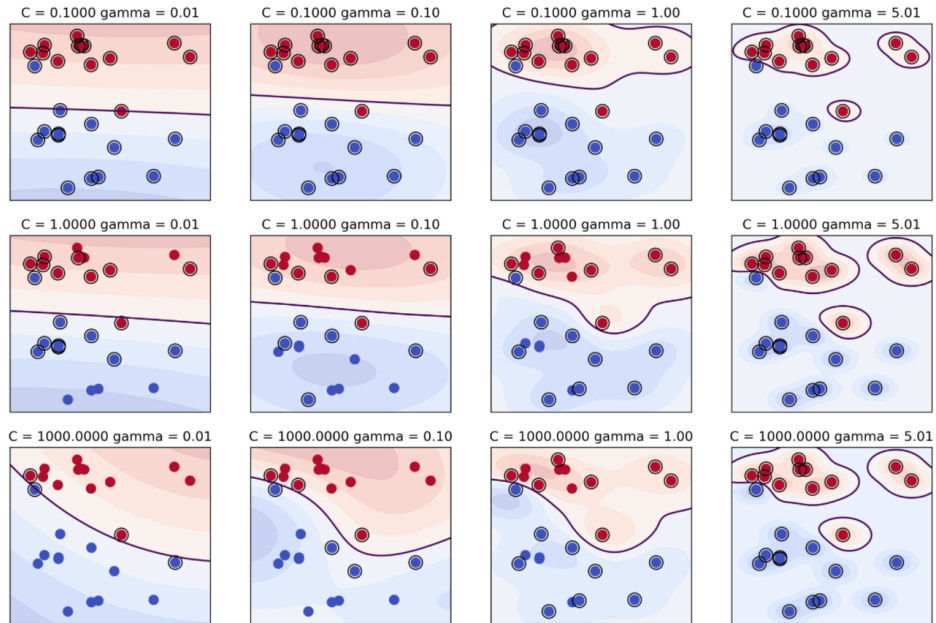 C = 0.1000 gamma = 0.01
C = 0.1000 gamma = 0.10
C = 0.1000 gamma = 1.00
C = 0.1000 gamma = 5.01
C = 1.0000 gamma = 0.01
C = 1.0000 gamma = 0.10
C = 1.0000 gamma = 1.00
C = 1.0000 gamma = 5.01
C = 1000.0000 gamma = 0.01
C = 1000.0000 gamma = 0.10
C = 1000.0000 gamma = 1.00
C = 1000.0000 gamma = 5.01